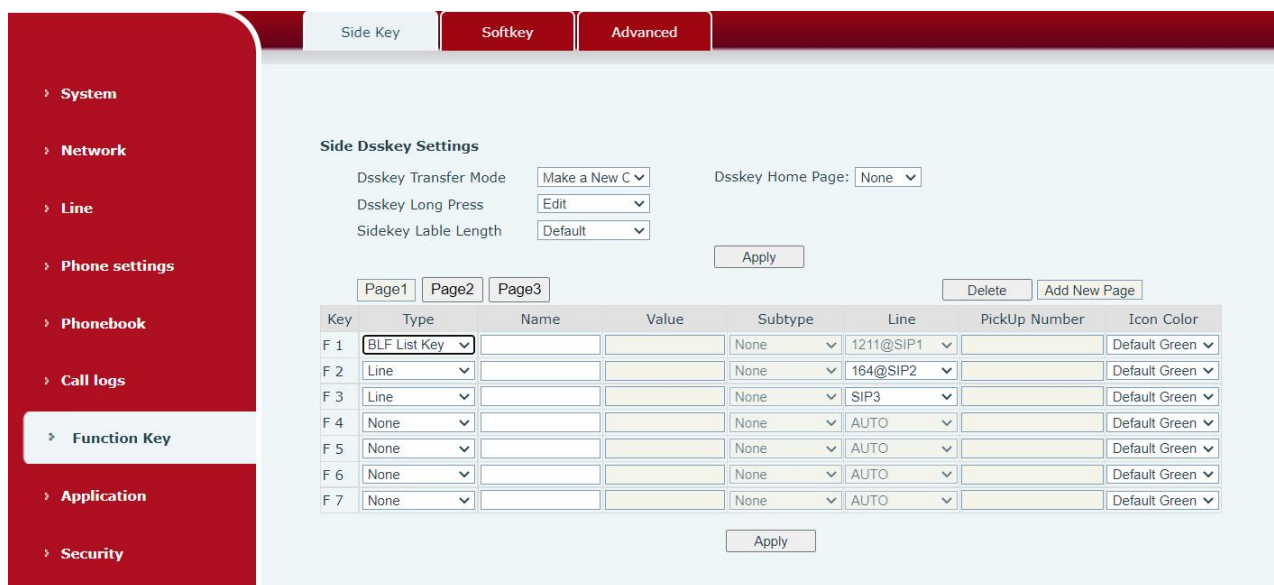 Side Key Softkey Advanced
System
Network
Line
Phone settings
Phonebook
Call logs
Function Key
Application
Security
Side Dsskey Settings
Dsskey Transfer Mode Make a New C Dsskey Home Page: None
Dsskey Long Press Edit
Sidekey Lable Length Default
Apply
Page1 Page2 Page3 Delete Add New Page
Key Type Name Value Subtype Line PickUp Number Icon Color
F 1 BLF List Key None 1211@SIP1 Default Green
F 2 Line None 164@SIP2 Default Green
F 3 Line None SIP3 Default Green
F 4 None None AUTO Default Green
F 5 None None AUTO Default Green
F 6 None None AUTO Default Green
F 7 None None AUTO Default Green
Apply